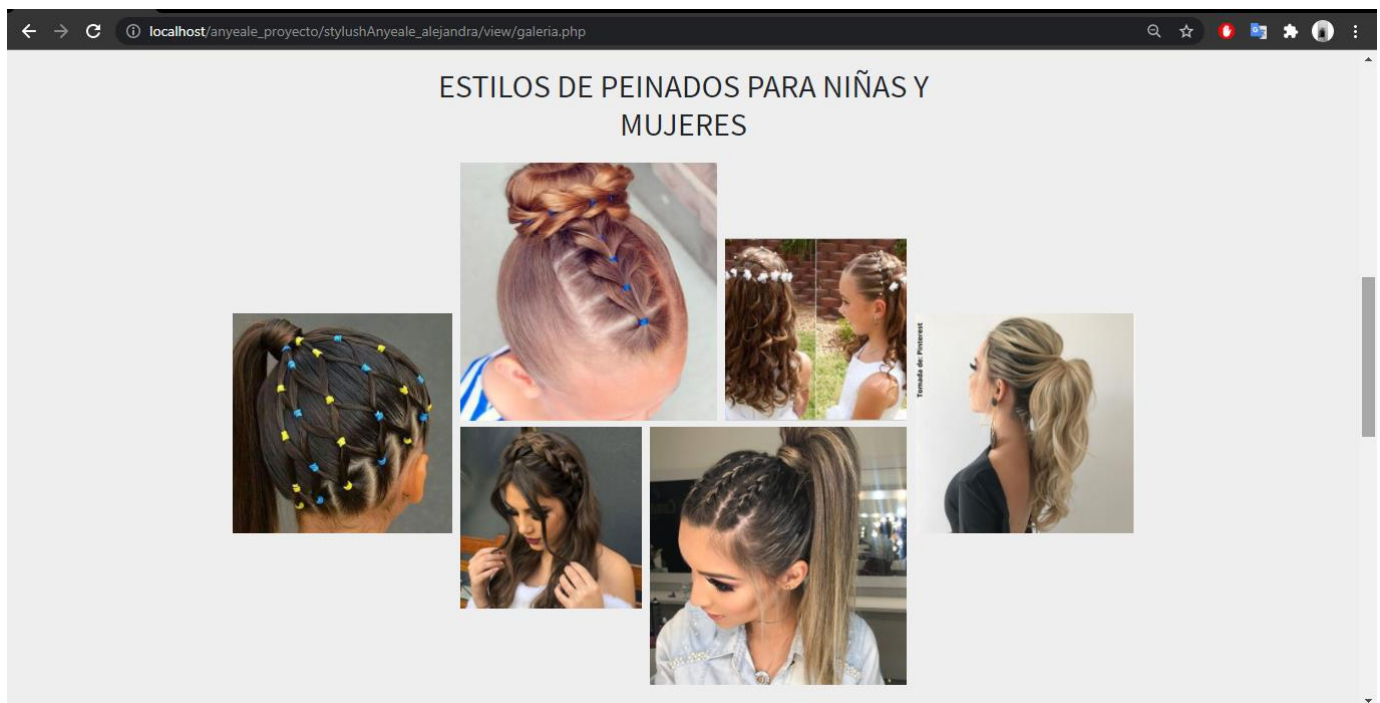 localhost/anyeale_proyecto/stylushAnyeale_alejandra/view/galeria.php
ESTILOS DE PEINADOS PARA NIÑAS Y
MUJERES
Tomada de: Pinterest